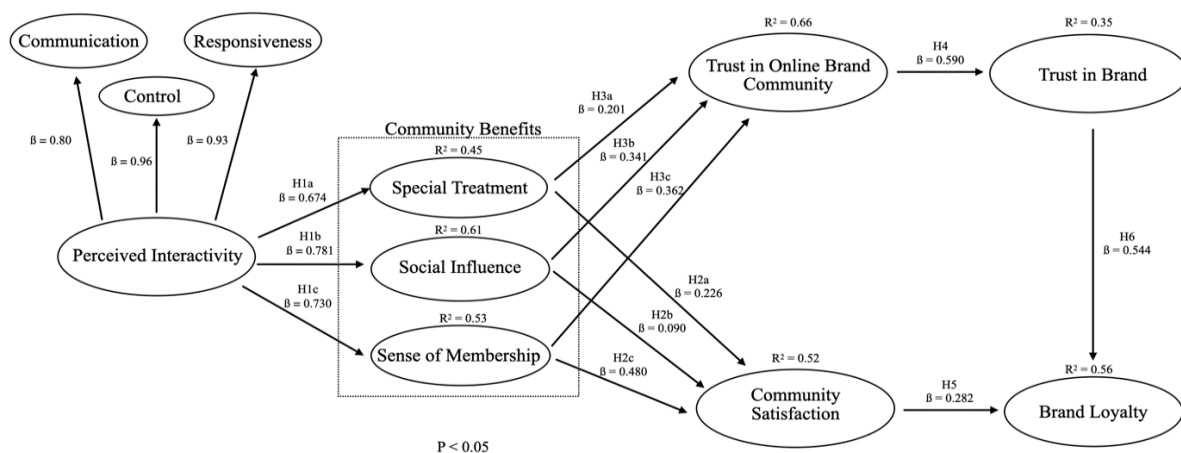 Communication
Responsiveness
Control
ß = 0.80
ß = 0.96
ß = 0.93
Perceived Interactivity
H1a
ß = 0.674
H1b
ß = 0.781
H1c
ß = 0.730
Community Benefits
R² = 0.45
Special Treatment
R² = 0.61
Social Influence
R² = 0.53
Sense of Membership
H3a
ß = 0.201
H3b
ß = 0.341
H3c
ß = 0.362
H2a
ß = 0.226
H2b
ß = 0.090
H2c
ß = 0.480
R² = 0.66
Trust in Online Brand
Community
H4
ß = 0.590
R² = 0.35
Trust in Brand
H6
ß = 0.544
R² = 0.52
Community
Satisfaction
H5
ß = 0.282
R² = 0.56
Brand Loyalty
P < 0.05